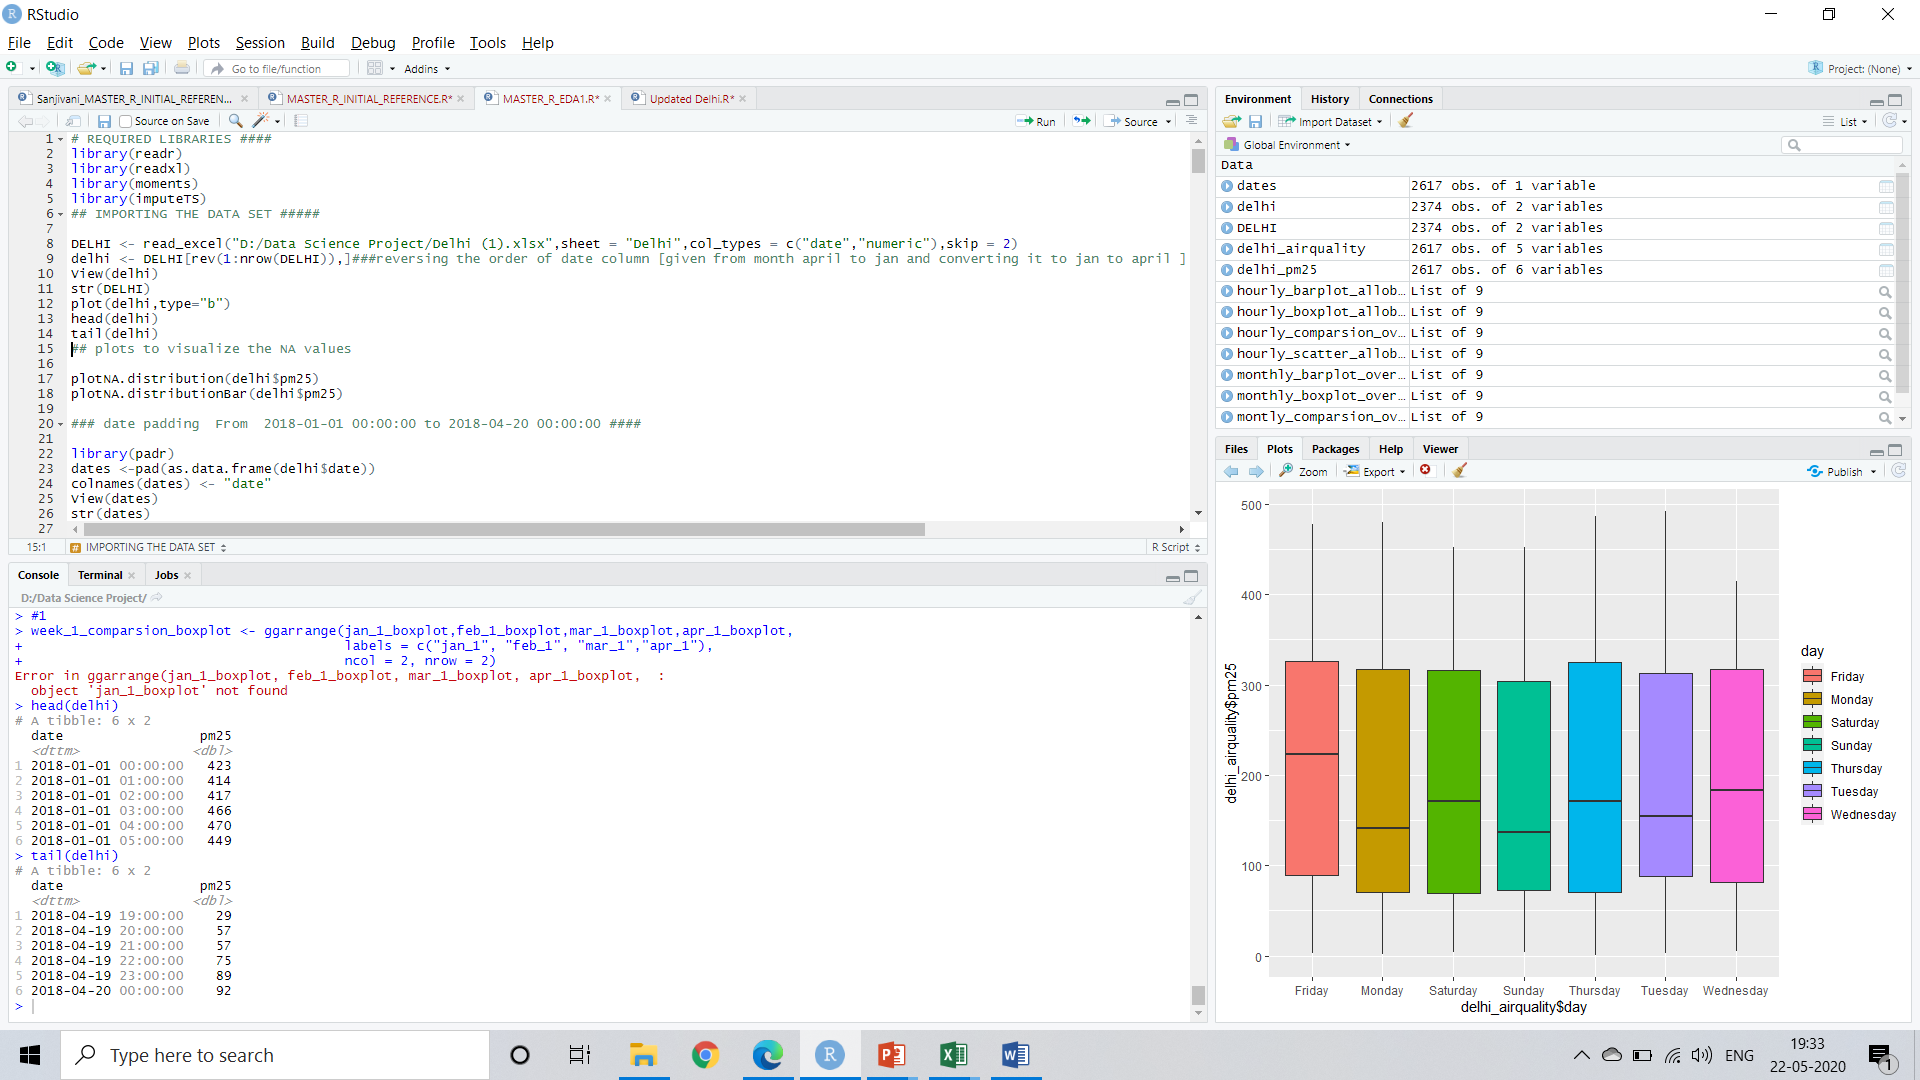 RStudio
File Edit Code View Plots Session Build Debug Profile Tools Help
Go to file/function Addins Project: (None)
Sanjivani_MASTER_R_INITIAL_REFEREN... MASTER_R_INITIAL_REFERENCE.R* MASTER_R_EDA1.R* Updated Delhi.R*
Source on Save Run Source
1 # REQUIRED LIBRARIES ####
2 library(readr)
3 library(readxl)
4 library(moments)
5 library(imputeTS)
6 ## IMPORTING THE DATA SET #####
7
8 DELHI <- read_excel("D:/Data Science Project/Delhi (1).xlsx",sheet = "Delhi",col_types = c("date","numeric"),skip = 2)
9 delhi <- DELHI[rev(1:nrow(DELHI)),]###reversing the order of date column [given from month april to jan and converting it to jan to april ]
10 View(delhi)
11 str(DELHI)
12 plot(delhi,type="b")
13 head(delhi)
14 tail(delhi)
15 ## plots to visualize the NA values
16
17 plotNA.distribution(delhi$pm25)
18 plotNA.distributionBar(delhi$pm25)
19
20 ### date padding  From  2018-01-01 00:00:00 to 2018-04-20 00:00:00 ####
21
22 library(padr)
23 dates <-pad(as.data.frame(delhi$date))
24 colnames(dates) <- "date"
25 View(dates)
26 str(dates)
27
15:1 # IMPORTING THE DATA SET R Script
Console Terminal Jobs
D:/Data Science Project/
> #1
> week_1_comparsion_boxplot <- ggarrange(jan_1_boxplot,feb_1_boxplot,mar_1_boxplot,apr_1_boxplot,
+ labels = c("jan_1", "feb_1", "mar_1","apr_1"),
+ ncol = 2, nrow = 2)
Error in ggarrange(jan_1_boxplot, feb_1_boxplot, mar_1_boxplot, apr_1_boxplot,  :
object 'jan_1_boxplot' not found
> head(delhi)
# A tibble: 6 x 2
date pm25
<dttm> <dbl>
1 2018-01-01 00:00:00 423
2 2018-01-01 01:00:00 414
3 2018-01-01 02:00:00 417
4 2018-01-01 03:00:00 466
5 2018-01-01 04:00:00 470
6 2018-01-01 05:00:00 449
> tail(delhi)
# A tibble: 6 x 2
date pm25
<dttm> <dbl>
1 2018-04-19 19:00:00 29
2 2018-04-19 20:00:00 57
3 2018-04-19 21:00:00 57
4 2018-04-19 22:00:00 75
5 2018-04-19 23:00:00 89
6 2018-04-20 00:00:00 92
>
Environment History Connections
Import Dataset List
Global Environment
Data
dates 2617 obs. of 1 variable
delhi 2374 obs. of 2 variables
DELHI 2374 obs. of 2 variables
delhi_airquality 2617 obs. of 5 variables
delhi_pm25 2617 obs. of 6 variables
hourly_barplot_allob... List of 9
hourly_boxplot_allob... List of 9
hourly_comparsion_ov... List of 9
hourly_scatter_allob... List of 9
monthly_barplot_over... List of 9
monthly_boxplot_over... List of 9
montly_comparsion_ov... List of 9
Files Plots Packages Help Viewer
Zoom Export Publish
500
400
300
200
100
0
delhi_airquality$pm25
Friday Monday Saturday Sunday Thursday Tuesday Wednesday
delhi_airquality$day
day
Friday
Monday
Saturday
Sunday
Thursday
Tuesday
Wednesday
Type here to search
ENG
19:33
22-05-2020
1